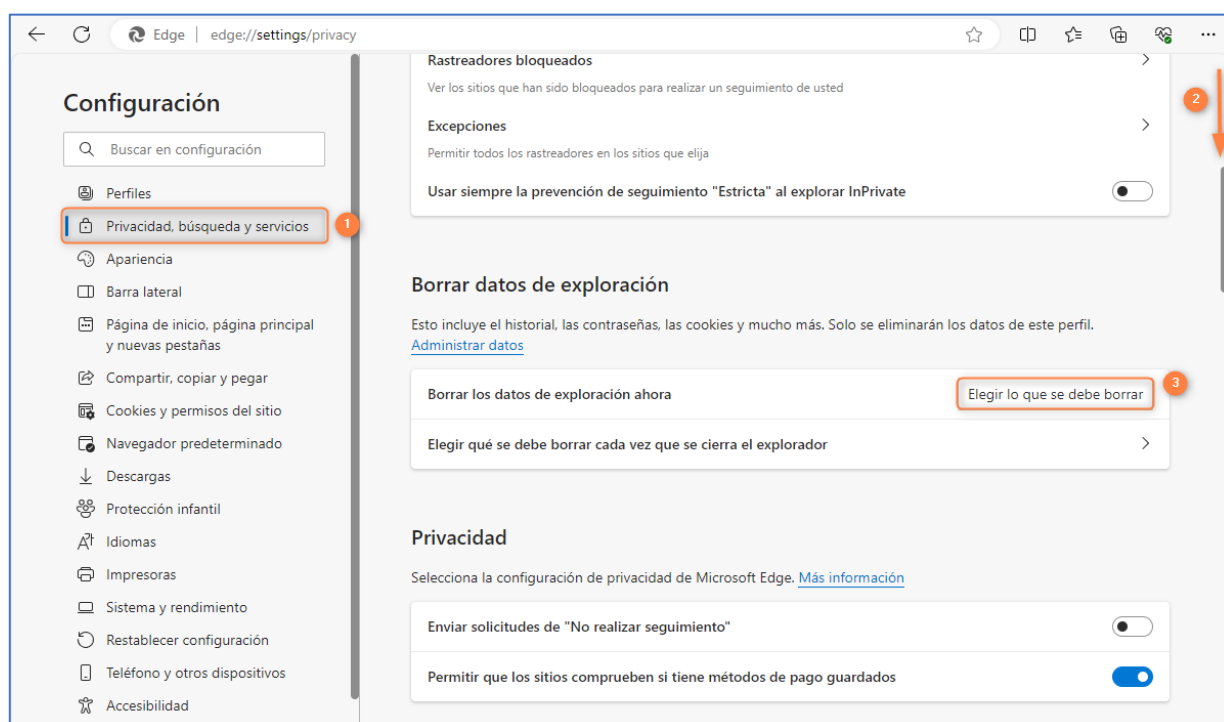 Edge | edge://settings/privacy
Configuración
Buscar en configuración
Perfiles
Privacidad, búsqueda y servicios
1
Apariencia
Barra lateral
Página de inicio, página principal
y nuevas pestañas
Compartir, copiar y pegar
Cookies y permisos del sitio
Navegador predeterminado
Descargas
Protección infantil
Idiomas
Impresoras
Sistema y rendimiento
Restablecer configuración
Teléfono y otros dispositivos
Accesibilidad
Rastreadores bloqueados
Ver los sitios que han sido bloqueados para realizar un seguimiento de usted
2
Excepciones
Permitir todos los rastreadores en los sitios que elija
Usar siempre la prevención de seguimiento "Estricta" al explorar InPrivate
Borrar datos de exploración
Esto incluye el historial, las contraseñas, las cookies y mucho más. Solo se eliminarán los datos de este perfil.
Administrar datos
Borrar los datos de exploración ahora
Elegir lo que se debe borrar
3
Elegir qué se debe borrar cada vez que se cierra el explorador
Privacidad
Selecciona la configuración de privacidad de Microsoft Edge. Más información
Enviar solicitudes de "No realizar seguimiento"
Permitir que los sitios comprueben si tiene métodos de pago guardados